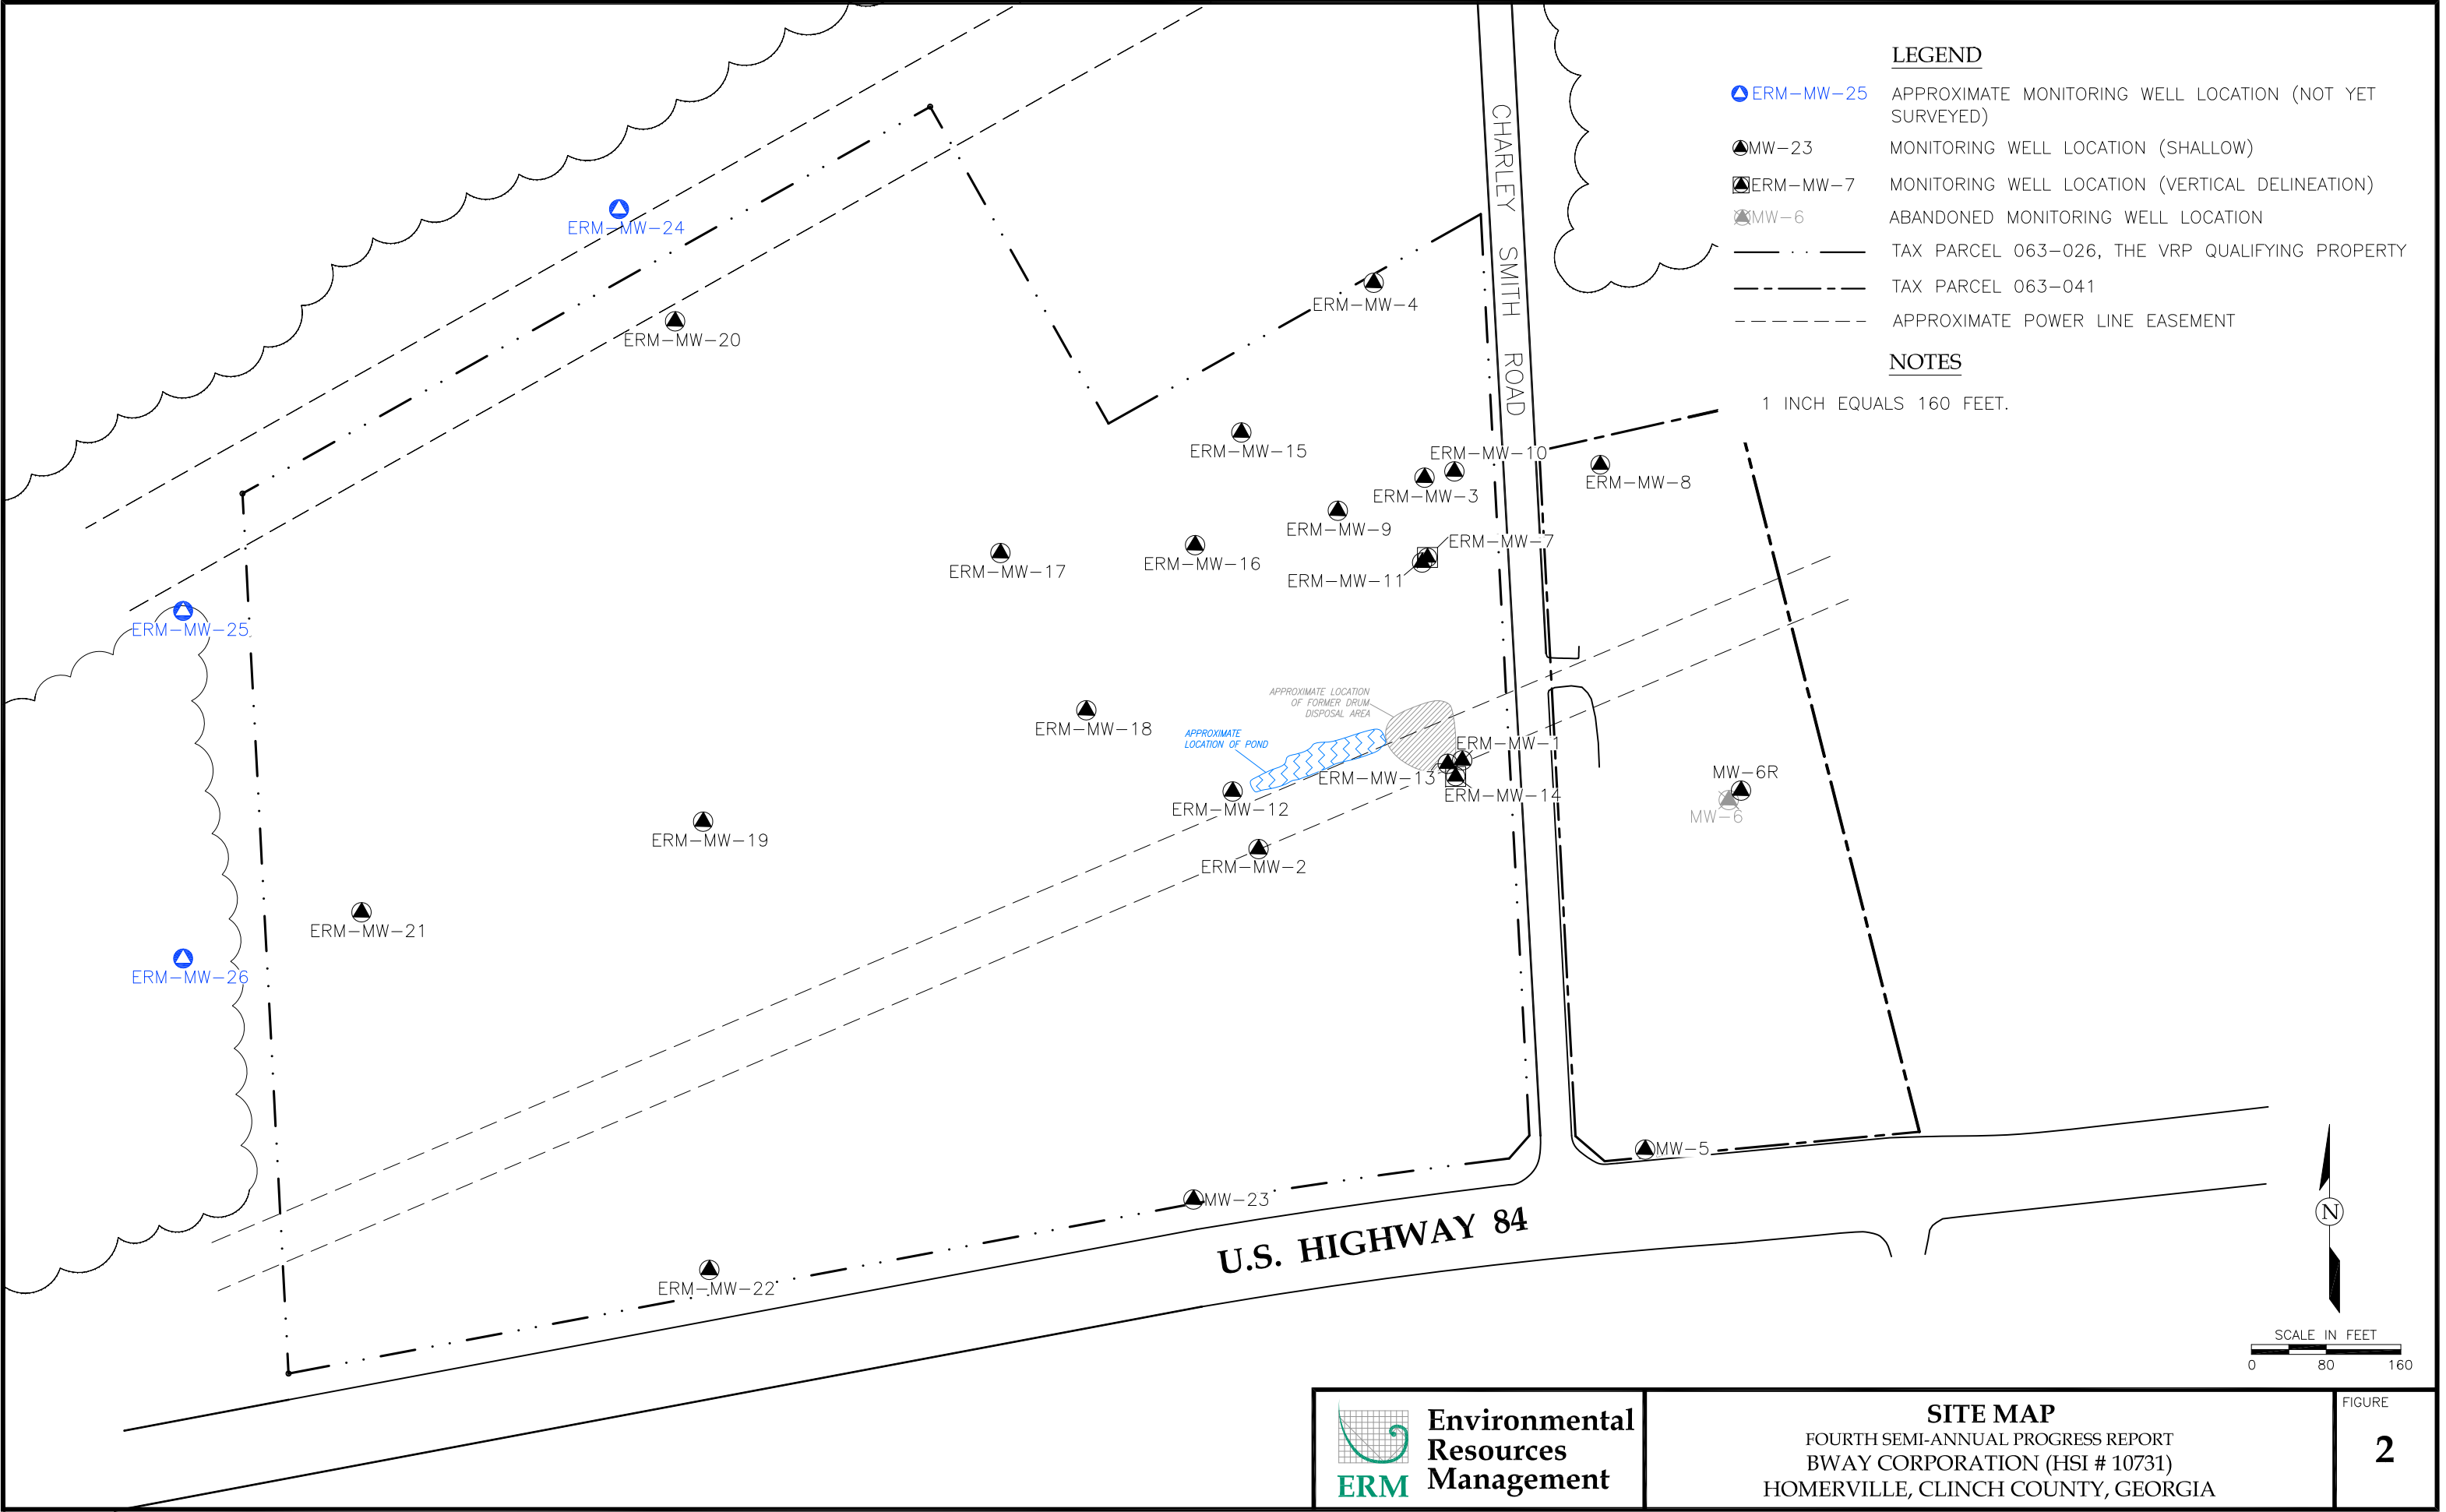 LEGEND
ERM-MW-25 APPROXIMATE MONITORING WELL LOCATION (NOT YET
SURVEYED)
MW-23 MONITORING WELL LOCATION (SHALLOW)
ERM-MW-7 MONITORING WELL LOCATION (VERTICAL DELINEATION)
MW-6 ABANDONED MONITORING WELL LOCATION
TAX PARCEL 063-026, THE VRP QUALIFYING PROPERTY
TAX PARCEL 063-041
APPROXIMATE POWER LINE EASEMENT
NOTES
1 INCH EQUALS 160 FEET.
CHARLEY SMITH ROAD
ERM-MW-24
ERM-MW-4
ERM-MW-20
ERM-MW-15
ERM-MW-10
ERM-MW-3
ERM-MW-8
ERM-MW-9
ERM-MW-7
ERM-MW-17
ERM-MW-16
ERM-MW-11
ERM-MW-25
APPROXIMATE LOCATION
OF FORMER DRUM
DISPOSAL AREA
ERM-MW-18
APPROXIMATE
LOCATION OF POND
ERM-MW-1
ERM-MW-13
ERM-MW-14
MW-6R
MW-6
ERM-MW-12
ERM-MW-19
ERM-MW-2
ERM-MW-21
ERM-MW-26
MW-5
MW-23
U.S. HIGHWAY 84
ERM-MW-22
N
SCALE IN FEET
0 80 160
ERM
Environmental
Resources
Management
SITE MAP
FOURTH SEMI-ANNUAL PROGRESS REPORT
BWAY CORPORATION (HSI # 10731)
HOMERVILLE, CLINCH COUNTY, GEORGIA
FIGURE
2